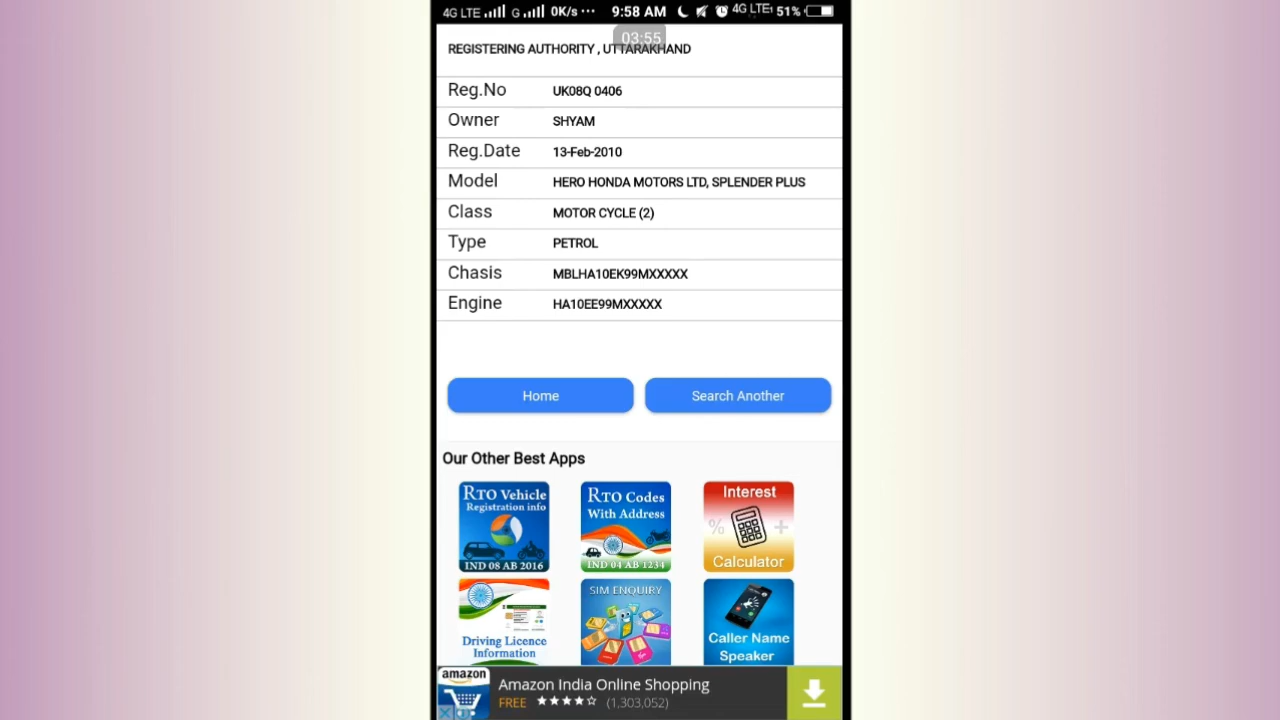 4G LTE G 0K/s ··· 9:58 AM 4G LTE 51%
03:55
REGISTERING AUTHORITY , UTTARAKHAND
Reg.No UK08Q 0406
Owner SHYAM
Reg.Date 13-Feb-2010
Model HERO HONDA MOTORS LTD, SPLENDER PLUS
Class MOTOR CYCLE (2)
Type PETROL
Chasis MBLHA10EK99MXXXXX
Engine HA10EE99MXXXXX
Home Search Another
Our Other Best Apps
RTO Vehicle
Registration info
IND 08 AB 2016
RTO Codes
With Address
IND 04 AB 1234
Interest
% +
Calculator
Driving Licence
Information
SIM ENQUIRY
Caller Name
Speaker
amazon
Amazon India Online Shopping
FREE ★★★★☆ (1,303,052)